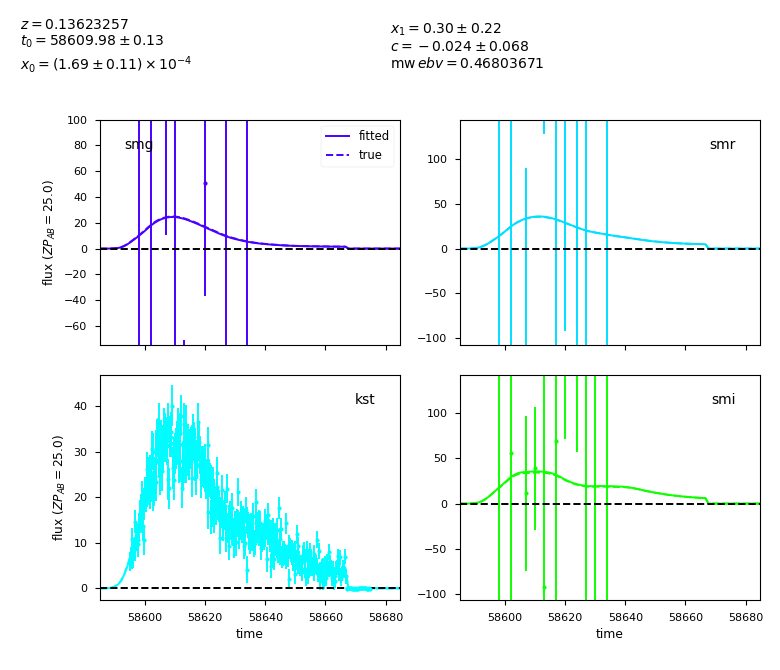 z = 0.13623257
t₀ = 58609.98 ± 0.13
x₀ = (1.69 ± 0.11) × 10⁻⁴
x₁ = 0.30 ± 0.22
c = −0.024 ± 0.068
mw ebv = 0.46803671
100
80
60
40
20
0
−20
−40
−60
flux (ZP_AB = 25.0)
smg
fitted
true
100
50
0
−50
−100
smr
40
30
20
10
0
flux (ZP_AB = 25.0)
kst
58600 58620 58640 58660 58680
time
100
50
0
−50
−100
smi
58600 58620 58640 58660 58680
time